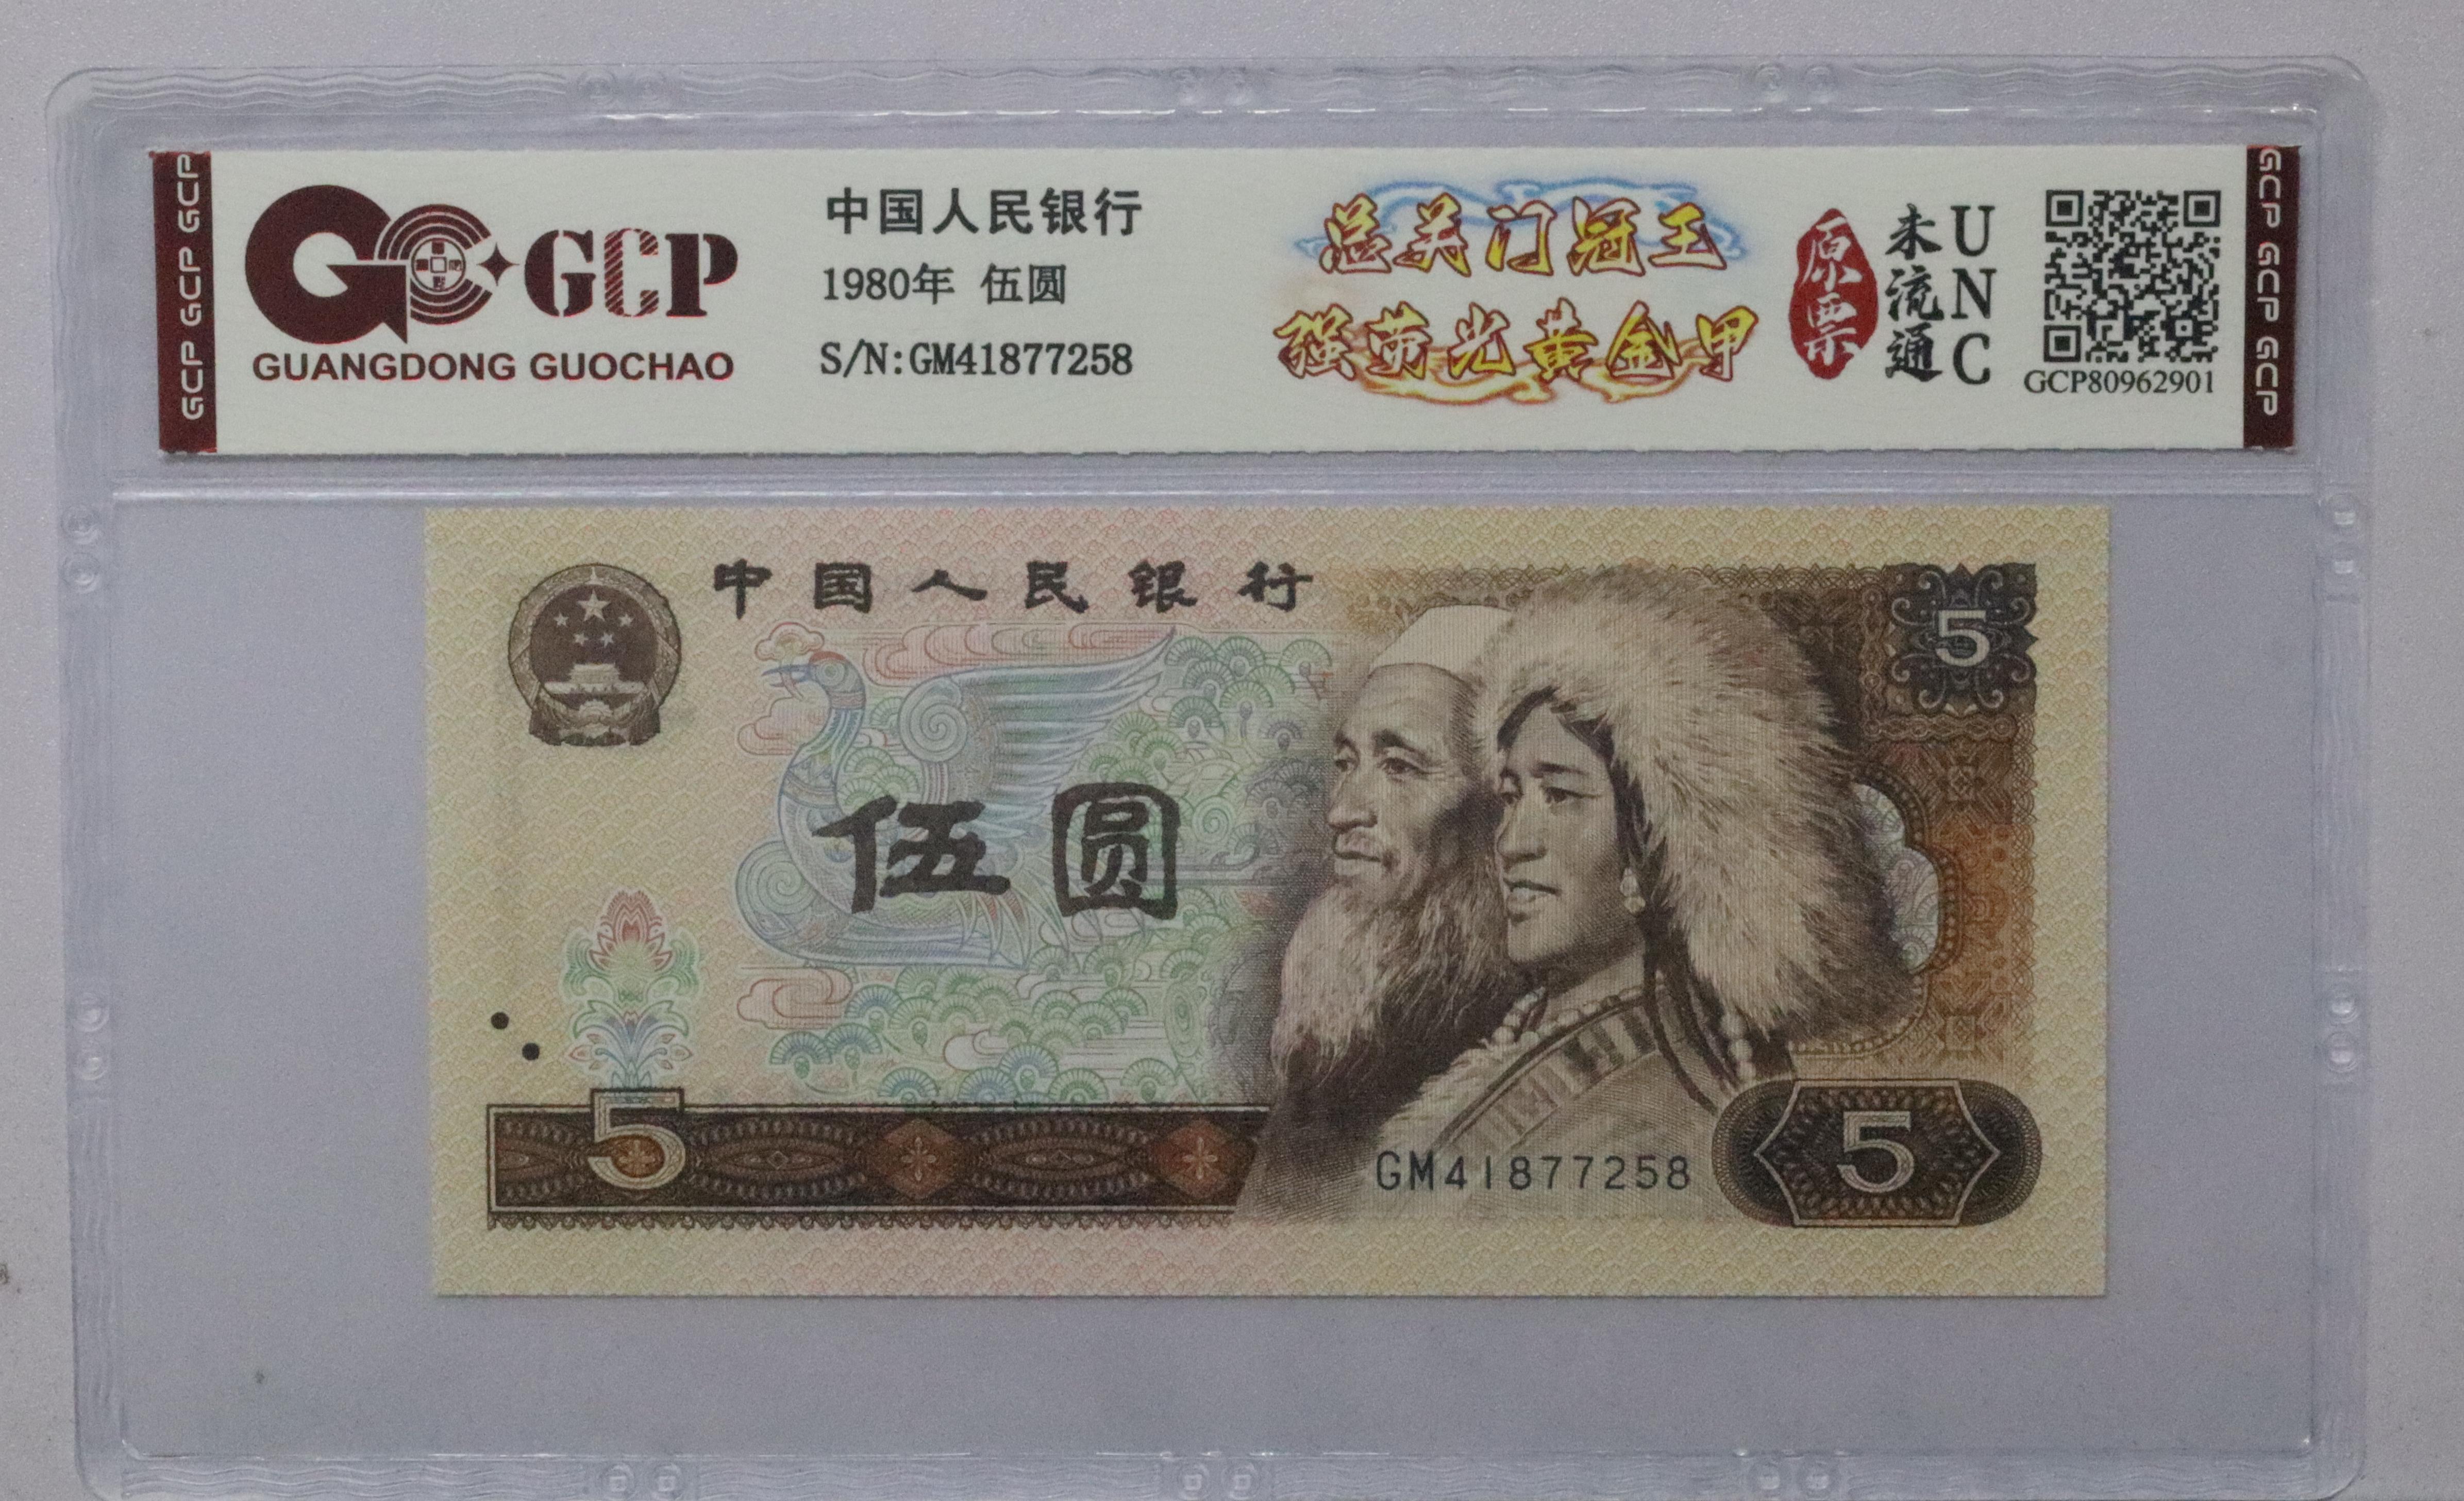 GCP GCP GCP
GCP
GUANGDONG GUOCHAO
中国人民银行
1980年 伍圆
S/N:GM41877258
总关门冠王
强荧光黄金甲
原票
未流通
UNC
GCP80962901
GCP GCP GCP
中国人民银行
5
伍圆
5
GM41877258
5